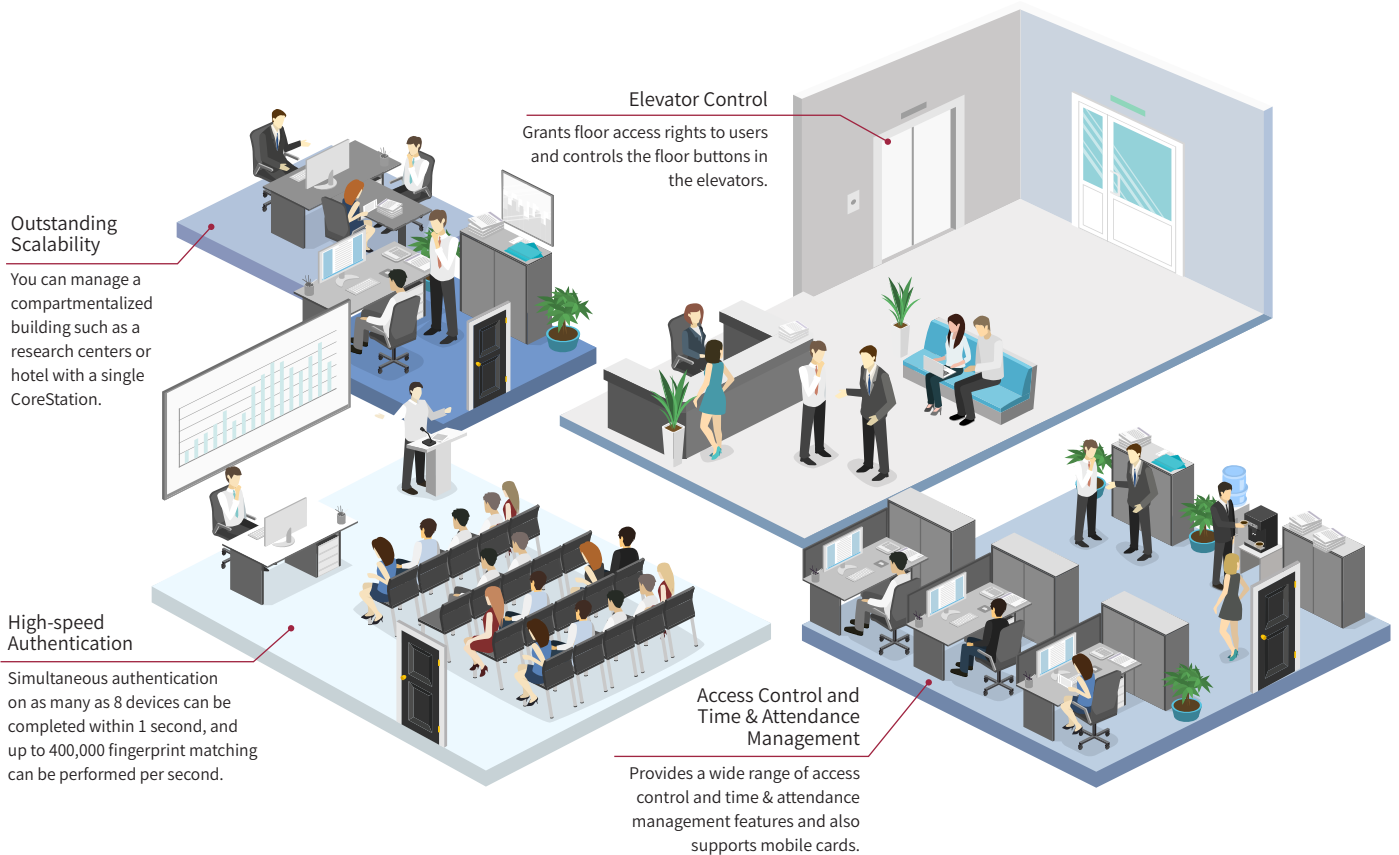 Elevator Control
Grants floor access rights to users
and controls the floor buttons in
the elevators.
Outstanding
Scalability
You can manage a
compartmentalized
building such as a
research centers or
hotel with a single
CoreStation.
High-speed
Authentication
Simultaneous authentication
on as many as 8 devices can be
completed within 1 second, and
up to 400,000 fingerprint matching
can be performed per second.
Access Control and
Time & Attendance
Management
Provides a wide range of access
control and time & attendance
management features and also
supports mobile cards.